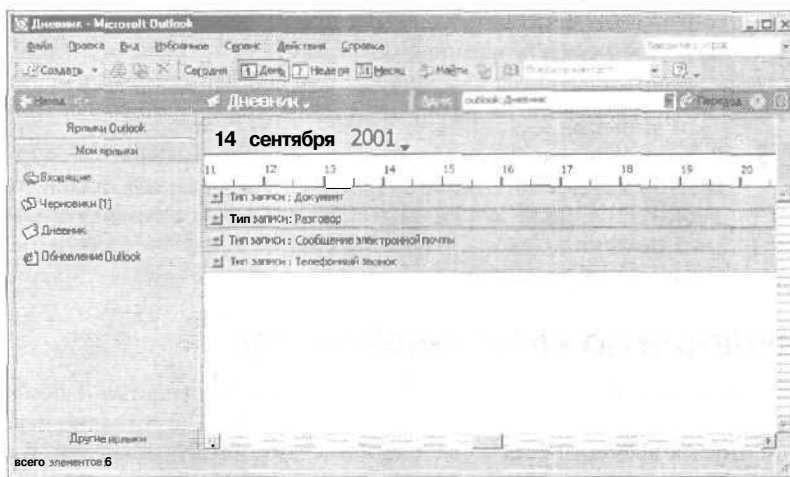 Дневник - Microsoft Outlook
Файл Правка Вид Избранное Сервис Действия Справка
Создать Сегодня 1 День 7 Неделя 31 Месяц Найти
Назад Дневник Адрес outlook:Дневник Переход
Ярлыки Outlook
Мои ярлыки
Входящие
Черновики (1)
Дневник
Обновление Outlook
Другие ярлыки
14 сентября 2001
11 12 13 14 15 16 17 18 19 20
Тип записи: Документ
Тип записи: Разговор
Тип записи: Сообщение электронной почты
Тип записи: Телефонный звонок
всего элементов:6